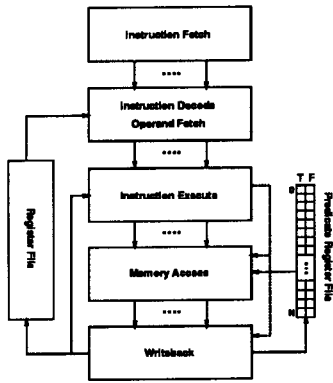 Instruction Fetch
Instruction Decode
Operand Fetch
Instruction Execute
Memory Access
Writeback
Register File
T F
0
N
Predicate Register File